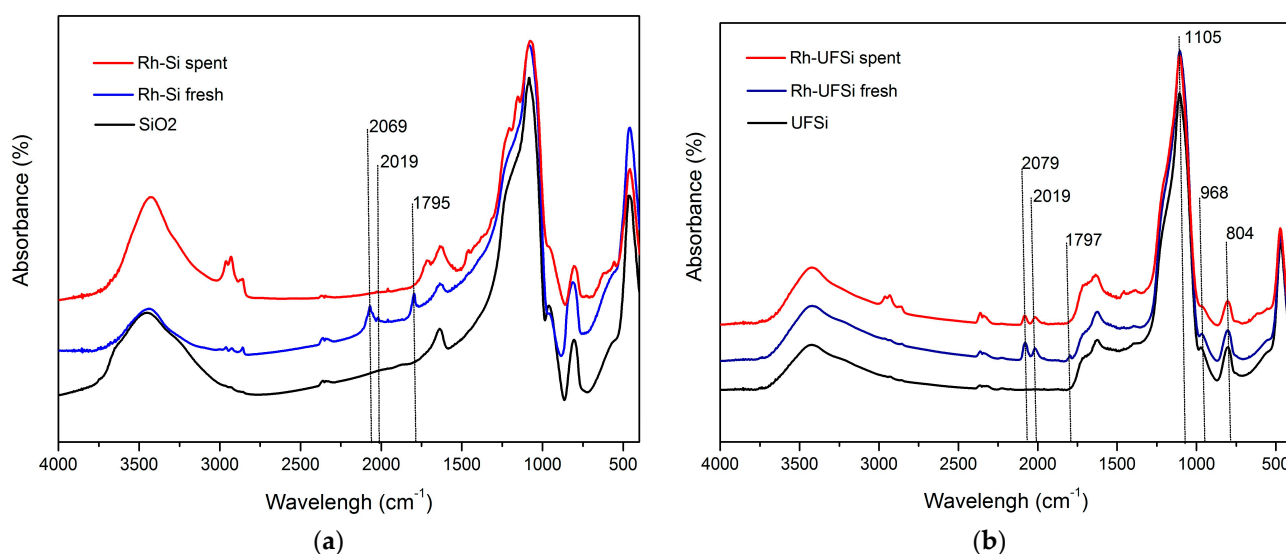 Rh-Si spent
Rh-Si fresh
SiO2
2069
2019
1795
Absorbance (%)
4000 3500 3000 2500 2000 1500 1000 500
Wavelengh (cm-1)
(a)
Rh-UFSi spent
Rh-UFSi fresh
UFSi
1105
2079
2019
1797
968
804
Absorbance (%)
4000 3500 3000 2500 2000 1500 1000
Wavelengh (cm-1)
(b)